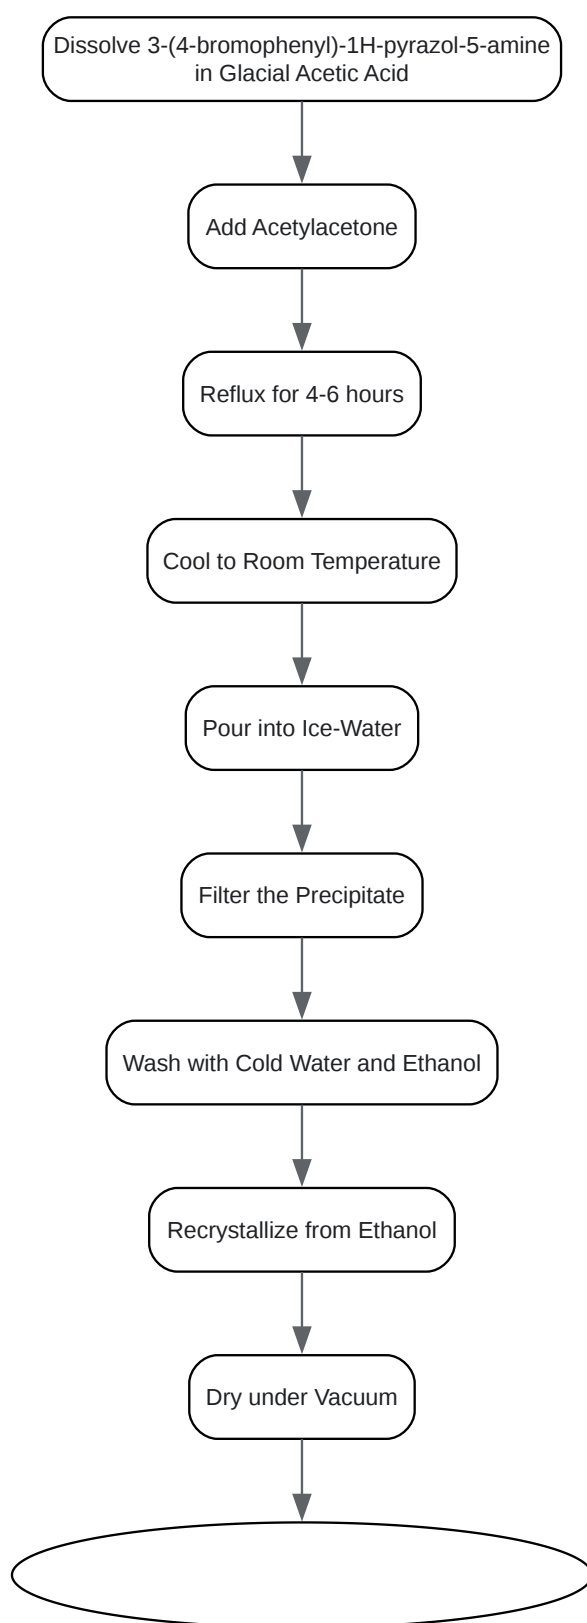 Dissolve 3-(4-bromophenyl)-1H-pyrazol-5-amine
in Glacial Acetic Acid
Add Acetylacetone
Reflux for 4-6 hours
Cool to Room Temperature
Pour into Ice-Water
Filter the Precipitate
Wash with Cold Water and Ethanol
Recrystallize from Ethanol
Dry under Vacuum